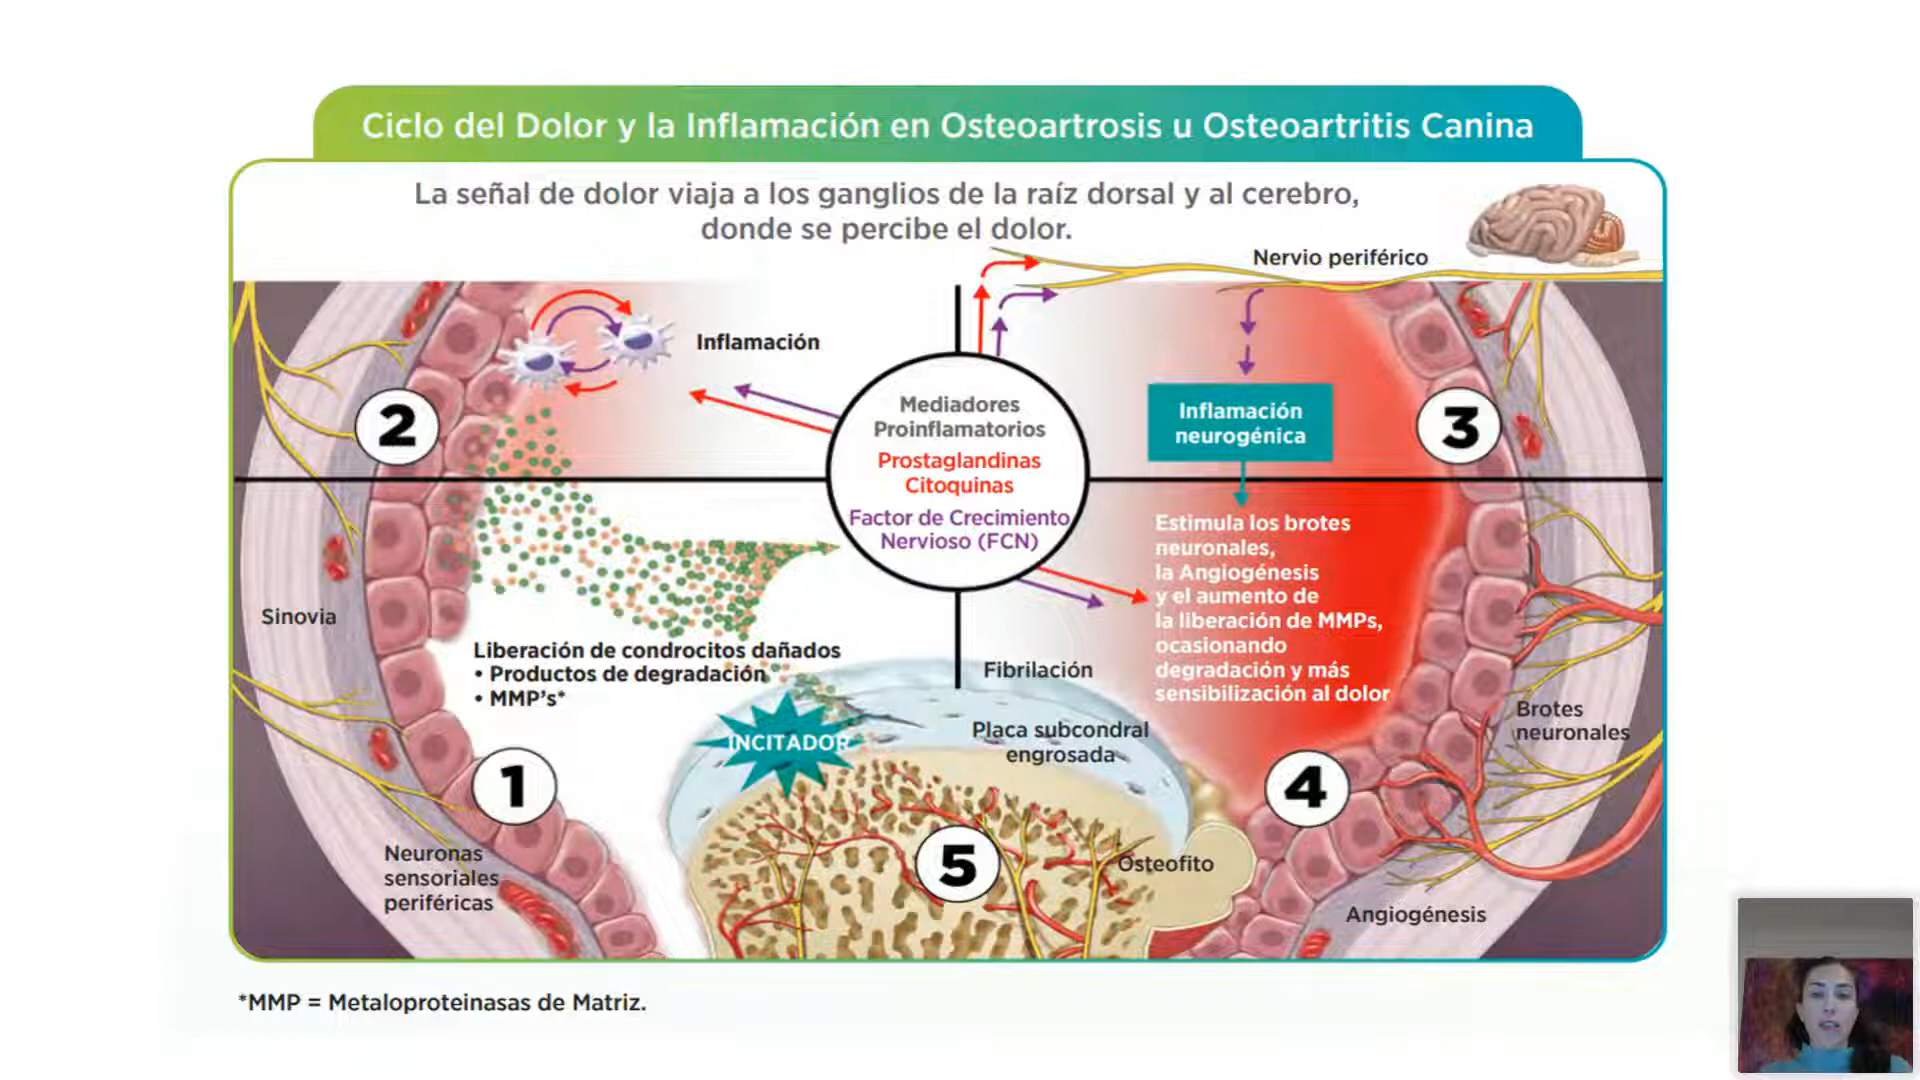 Ciclo del Dolor y la Inflamación en Osteoartrosis u Osteoartritis Canina
La señal de dolor viaja a los ganglios de la raíz dorsal y al cerebro,
donde se percibe el dolor.
Nervio periférico
Inflamación
2
Mediadores
Proinflamatorios
Prostaglandinas
Citoquinas
Factor de Crecimiento
Nervioso (FCN)
Inflamación
neurogénica
3
Estimula los brotes
neuronales,
la Angiogénesis
y el aumento de
la liberación de MMPs,
ocasionando
degradación y más
sensibilización al dolor
Sinovia
Liberación de condrocitos dañados
• Productos de degradación
• MMP's*
INCITADOR
Fibrilación
Placa subcondral
engrosada
Brotes
neuronales
1
4
5
Neuronas
sensoriales
periféricas
Osteofito
Angiogénesis
*MMP = Metaloproteinasas de Matriz.